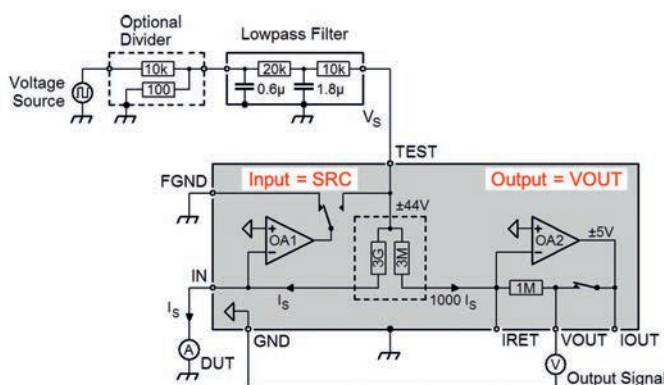 Optional
Divider
Lowpass Filter
10k
20k
10k
Voltage
Source
100
0.6µ
1.8µ
VS
TEST
FGND
Input = SRC
Output = VOUT
±44V
+
OA1
−
+
OA2
−
±5V
3G
3M
IN
1M
IS
IS
1000 IS
A
DUT
GND
IRET
VOUT
IOUT
V
Output Signal